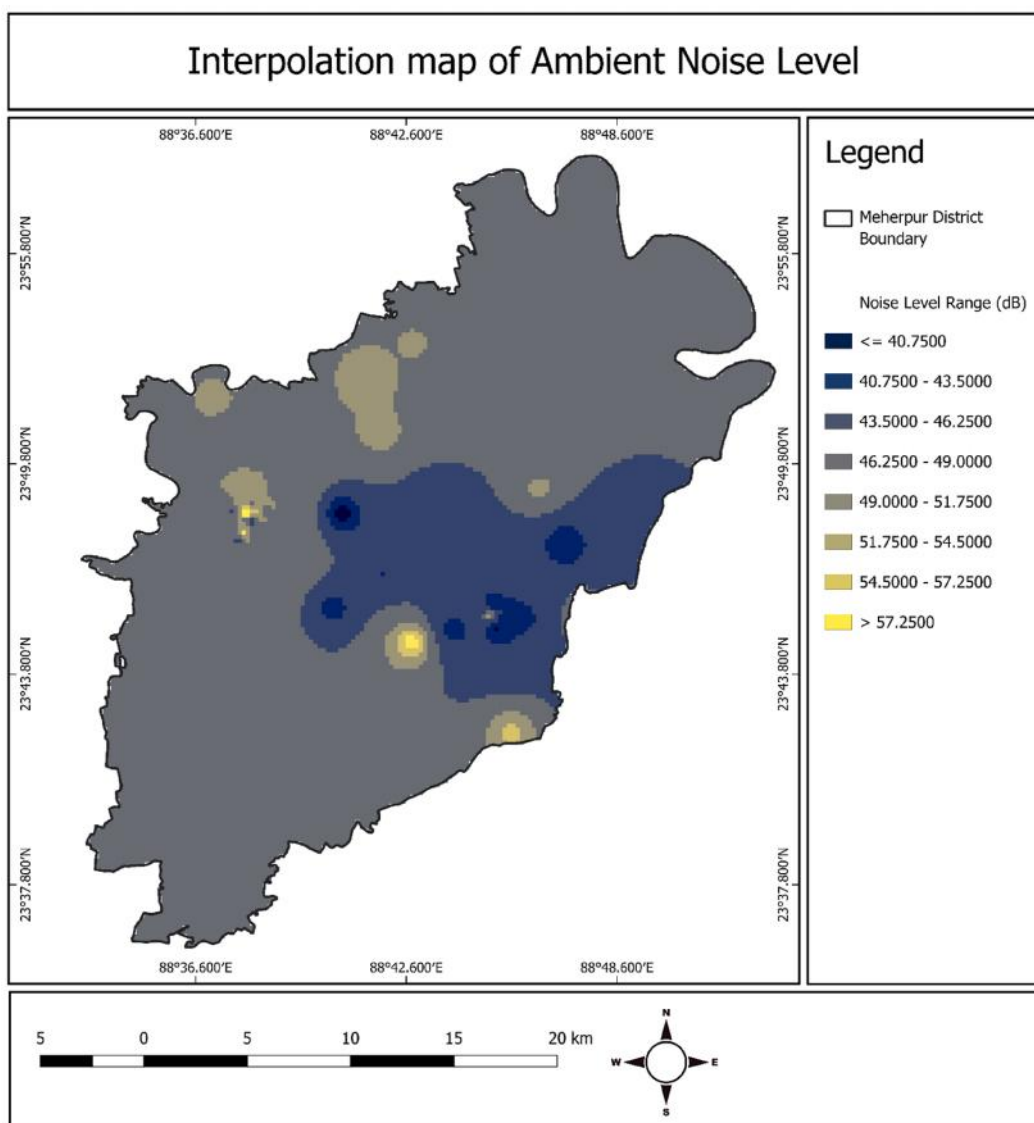 Interpolation map of Ambient Noise Level
88°36.600′E
88°42.600′E
88°48.600′E
23°55.800′N
23°49.800′N
23°43.800′N
23°37.800′N
23°55.800′N
23°49.800′N
23°43.800′N
23°37.800′N
88°36.600′E
88°42.600′E
88°48.600′E
Legend
Meherpur District
Boundary
Noise Level Range (dB)
<= 40.7500
40.7500 - 43.5000
43.5000 - 46.2500
46.2500 - 49.0000
49.0000 - 51.7500
51.7500 - 54.5000
54.5000 - 57.2500
> 57.2500
5 0 5 10 15 20 km
N
W E
S